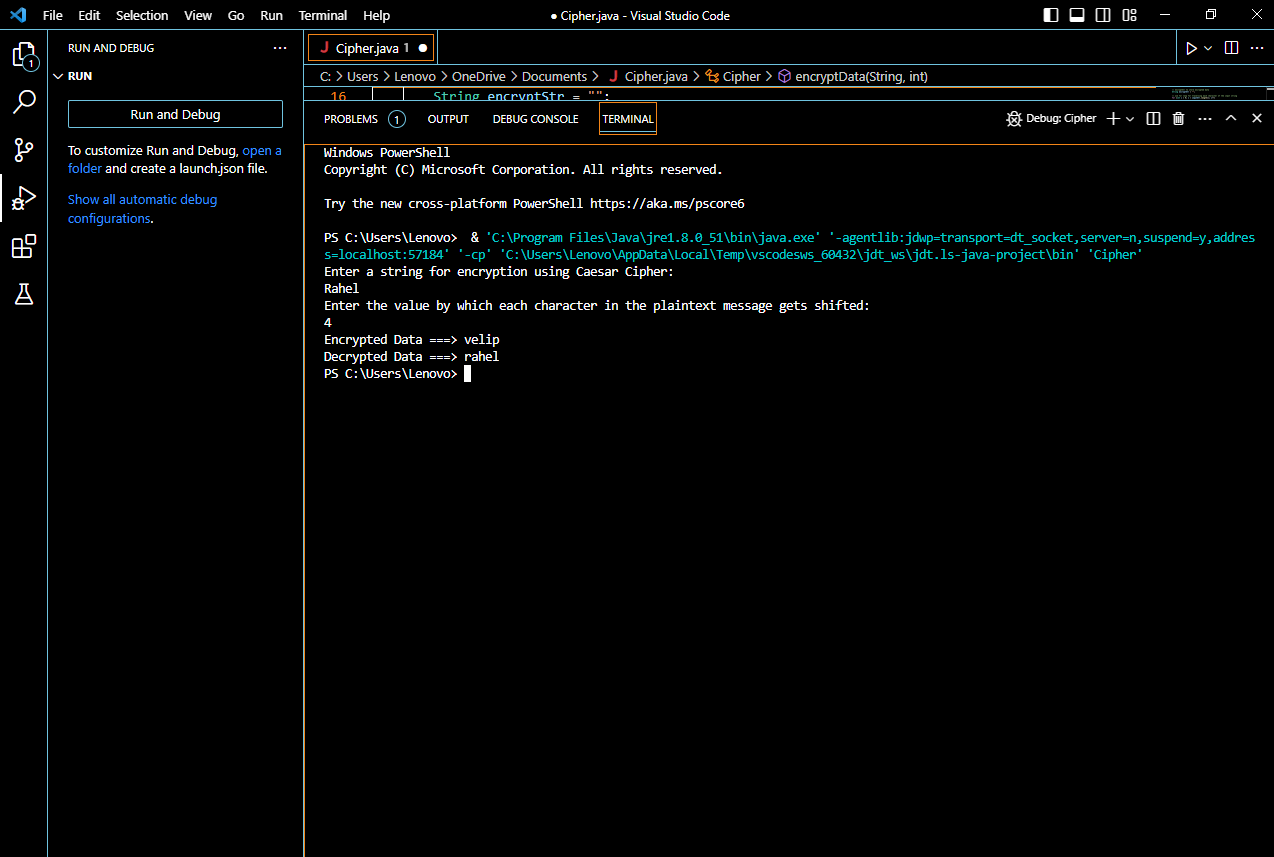 File Edit Selection View Go Run Terminal Help
● Cipher.java - Visual Studio Code
1
RUN AND DEBUG ···
RUN
Run and Debug
To customize Run and Debug, open a
folder and create a launch.json file.
Show all automatic debug
configurations.
J Cipher.java 1 ●
C: > Users > Lenovo > OneDrive > Documents > J Cipher.java > Cipher > encryptData(String, int)
16 String encryptStr = "";
PROBLEMS 1 OUTPUT DEBUG CONSOLE TERMINAL
Debug: Cipher
Windows PowerShell
Copyright (C) Microsoft Corporation. All rights reserved.
Try the new cross-platform PowerShell https://aka.ms/pscore6
PS C:\Users\Lenovo>  & 'C:\Program Files\Java\jre1.8.0_51\bin\java.exe' '-agentlib:jdwp=transport=dt_socket,server=n,suspend=y,addres
s=localhost:57184' '-cp' 'C:\Users\Lenovo\AppData\Local\Temp\vscodesws_60432\jdt_ws\jdt.ls-java-project\bin' 'Cipher'
Enter a string for encryption using Caesar Cipher:
Rahel
Enter the value by which each character in the plaintext message gets shifted:
4
Encrypted Data ===> velip
Decrypted Data ===> rahel
PS C:\Users\Lenovo>